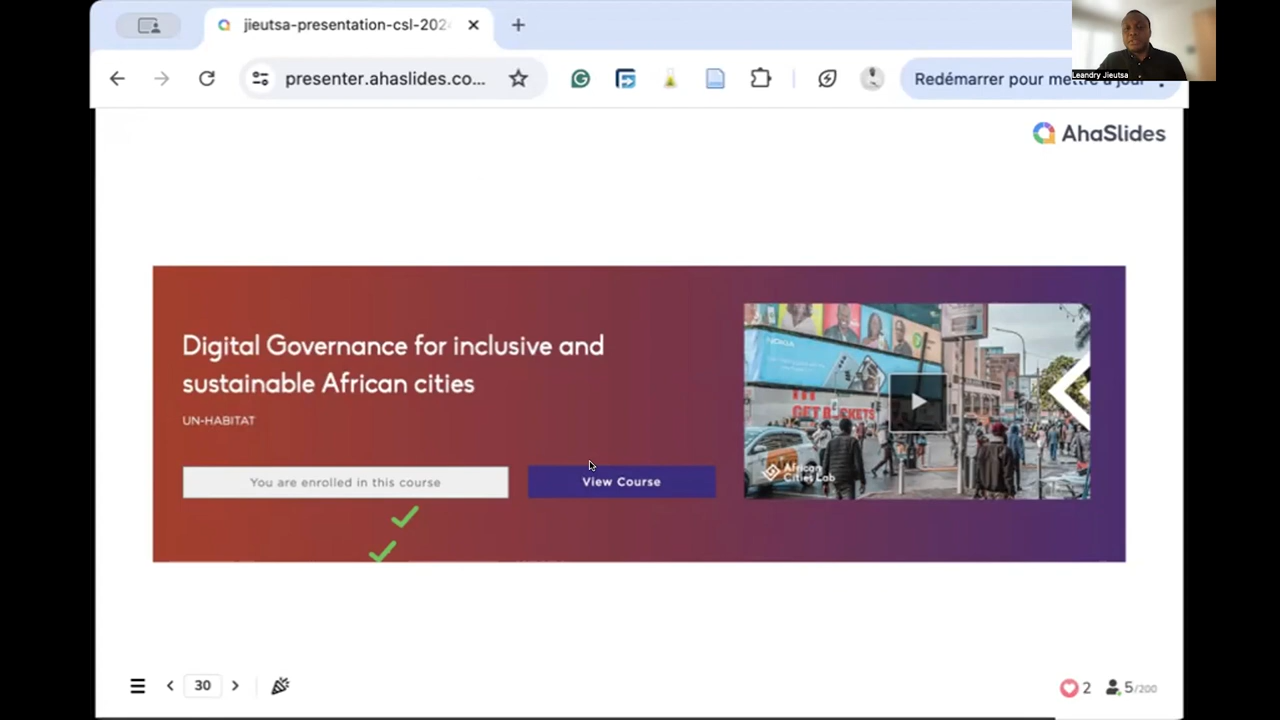 jieutsa-presentation-csl-202
presenter.ahaslides.co...
Redémarrer pour mettre à jour
Leandry Jieutsa
AhaSlides
Digital Governance for inclusive and
sustainable African cities
UN-HABITAT
You are enrolled in this course
View Course
NOKIA
GET BUCKETS
African
Cities Lab
30
2
5/200